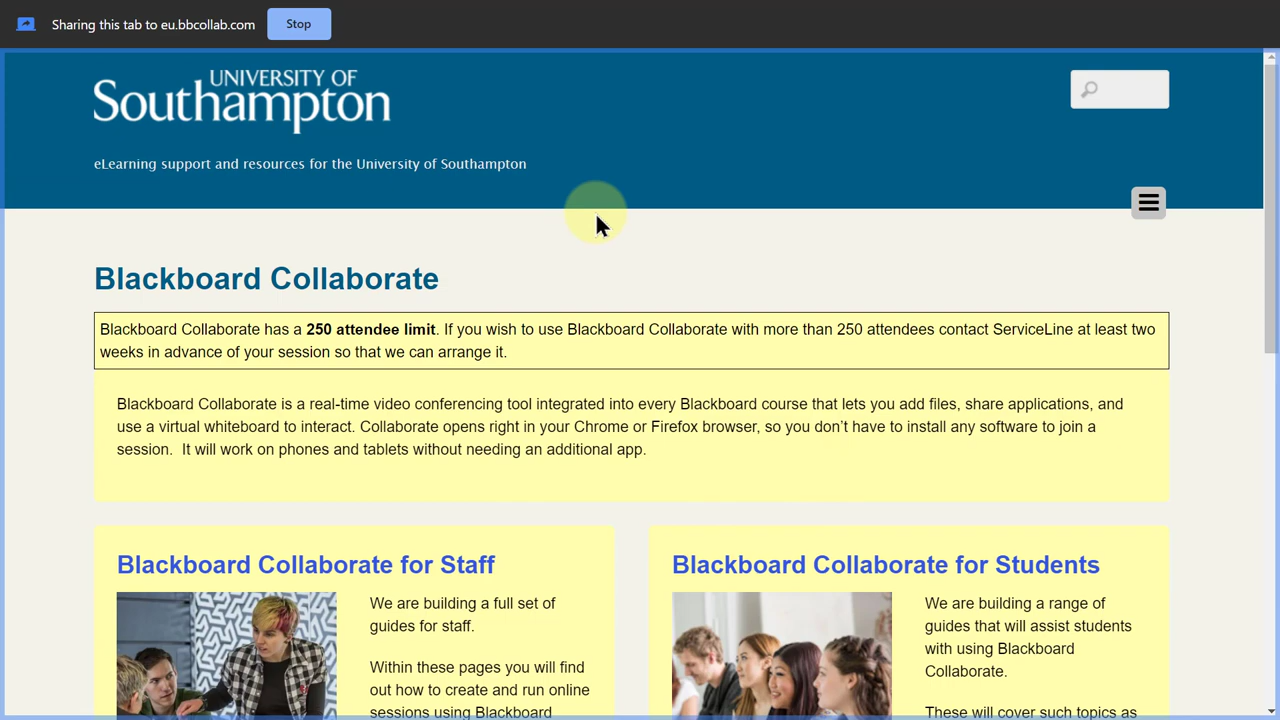 Sharing this tab to eu.bbcollab.com
Stop
UNIVERSITY OF
Southampton
eLearning support and resources for the University of Southampton
Blackboard Collaborate
Blackboard Collaborate has a 250 attendee limit. If you wish to use Blackboard Collaborate with more than 250 attendees contact ServiceLine at least two
weeks in advance of your session so that we can arrange it.
Blackboard Collaborate is a real-time video conferencing tool integrated into every Blackboard course that lets you add files, share applications, and
use a virtual whiteboard to interact. Collaborate opens right in your Chrome or Firefox browser, so you don’t have to install any software to join a
session.  It will work on phones and tablets without needing an additional app.
Blackboard Collaborate for Staff
We are building a full set of
guides for staff.
Within these pages you will find
out how to create and run online
sessions using Blackboard
Blackboard Collaborate for Students
We are building a range of
guides that will assist students
with using Blackboard
Collaborate.
These will cover such topics as